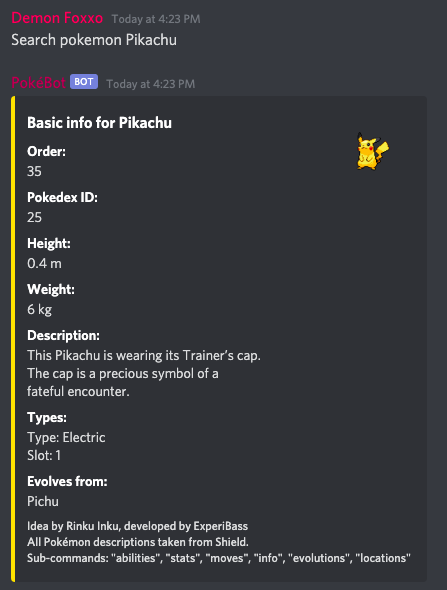 Demon Foxxo Today at 4:23 PM
Search pokemon Pikachu
PokéBot BOT Today at 4:23 PM
Basic info for Pikachu
Order:
35
Pokedex ID:
25
Height:
0.4 m
Weight:
6 kg
Description:
This Pikachu is wearing its Trainer’s cap.
The cap is a precious symbol of a
fateful encounter.
Types:
Type: Electric
Slot: 1
Evolves from:
Pichu
Idea by Rinku Inku, developed by ExperiBass
All Pokémon descriptions taken from Shield.
Sub-commands: "abilities", "stats", "moves", "info", "evolutions", "locations"